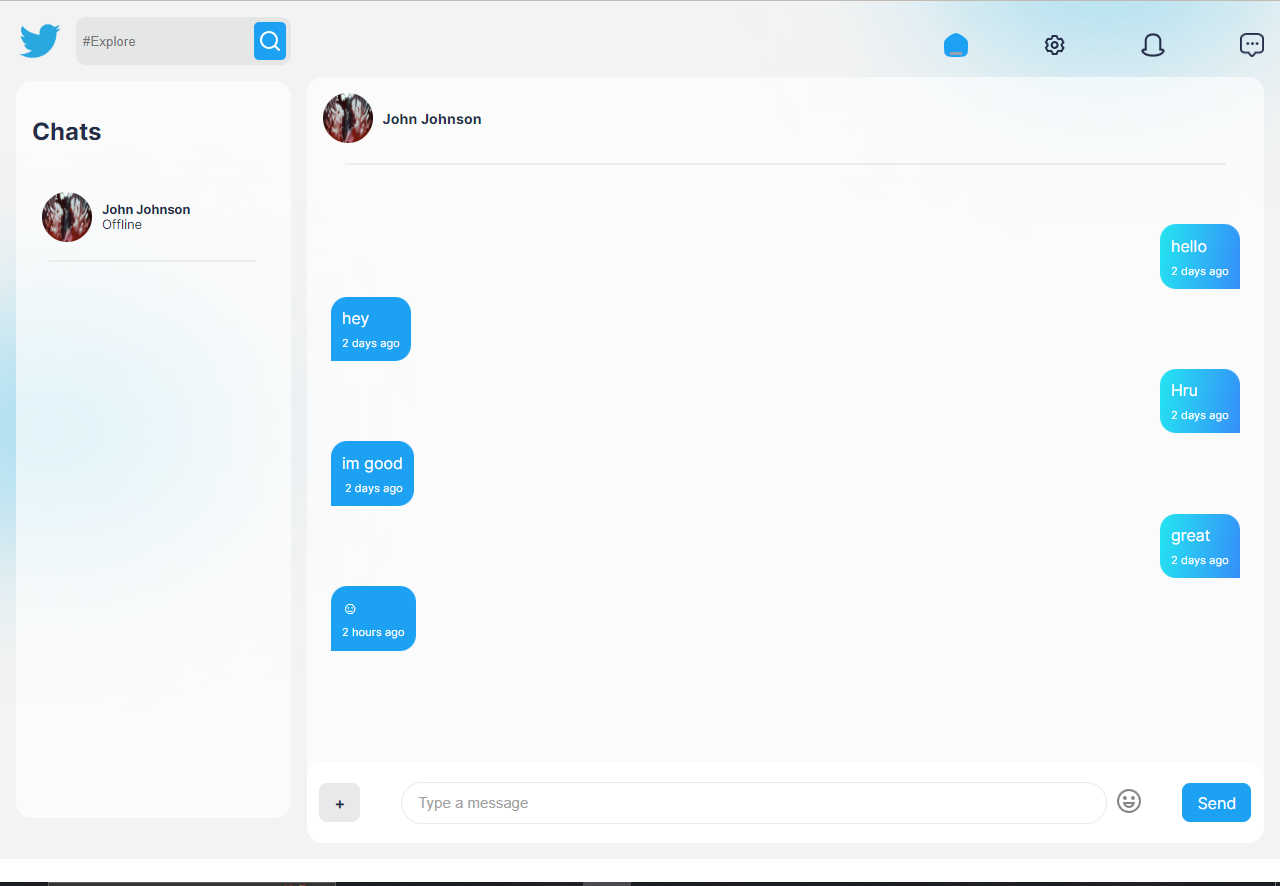 #Explore
Chats
John Johnson
Offline
John Johnson
hello
2 days ago
hey
2 days ago
Hru
2 days ago
im good
2 days ago
great
2 days ago
☺
2 hours ago
+
Type a message
Send